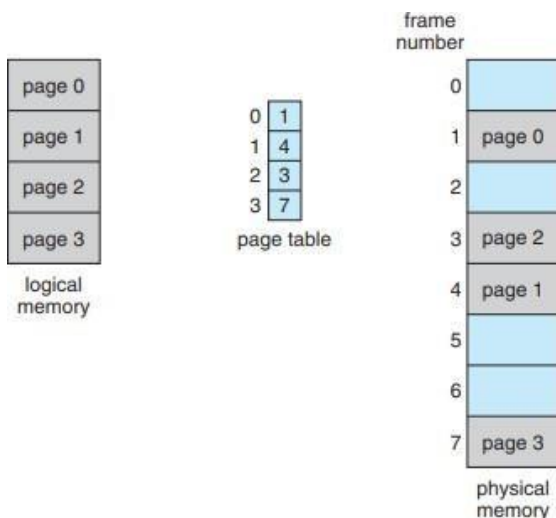 page 0
page 1
page 2
page 3
logical
memory
0 1
1 4
2 3
3 7
page table
frame
number
0
1 page 0
2
3 page 2
4 page 1
5
6
7 page 3
physical
memory